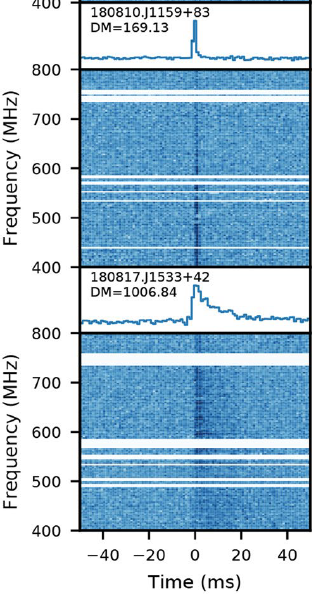 400
180810.J1159+83
DM=169.13
800
700
600
500
400
Frequency (MHz)
180817.J1533+42
DM=1006.84
800
700
600
500
400
Frequency (MHz)
−40 −20 0 20 40
Time (ms)